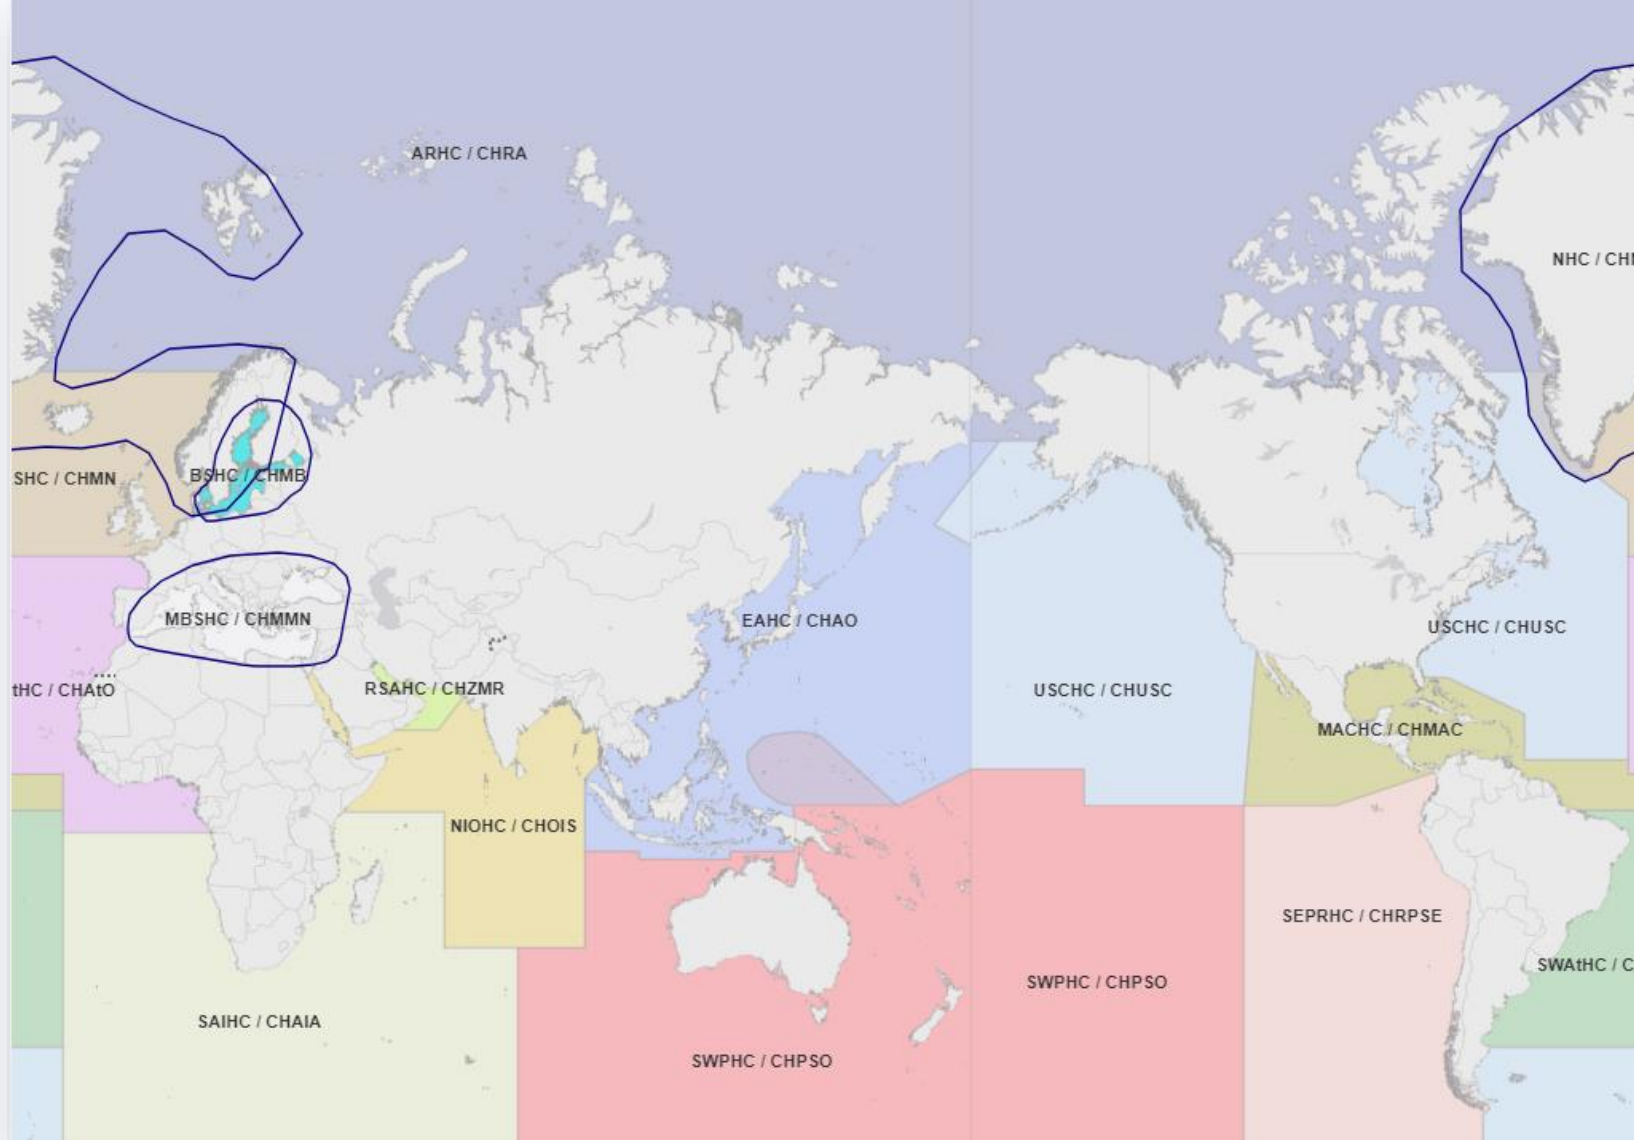 ARHC / CHRA
NHC / CH
SHC / CHMN
BSHC / CHMB
MBSHC / CHMMN
EAHC / CHAO
USCHC / CHUSC
tHC / CHAtO
RSAHC / CHZMR
USCHC / CHUSC
MACHC / CHMAC
NIOHC / CHOIS
SEPRHC / CHRPSE
SWAtHC / C
SWPHC / CHPSO
SAIHC / CHAIA
SWPHC / CHPSO